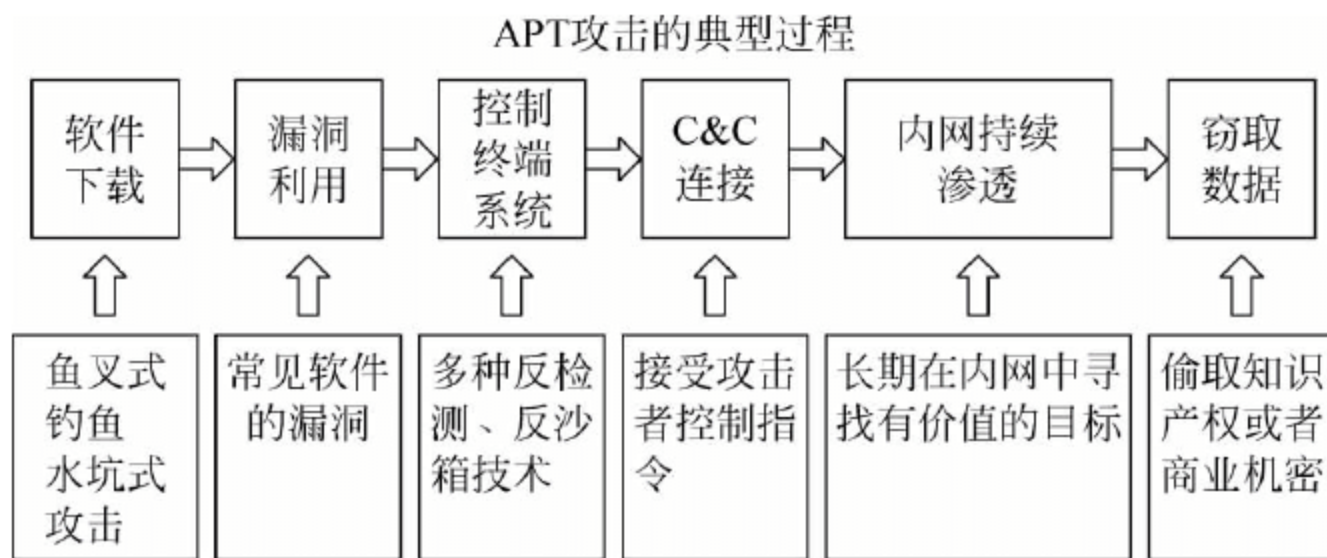 APT攻击的典型过程
软件
下载
漏洞
利用
控制
终端
系统
C&C
连接
内网持续
渗透
窃取
数据
鱼叉式
钓鱼
水坑式
攻击
常见软件
的漏洞
多种反检
测、反沙
箱技术
接受攻击
者控制指
令
长期在内网中寻
找有价值的目标
偷取知识
产权或者
商业机密